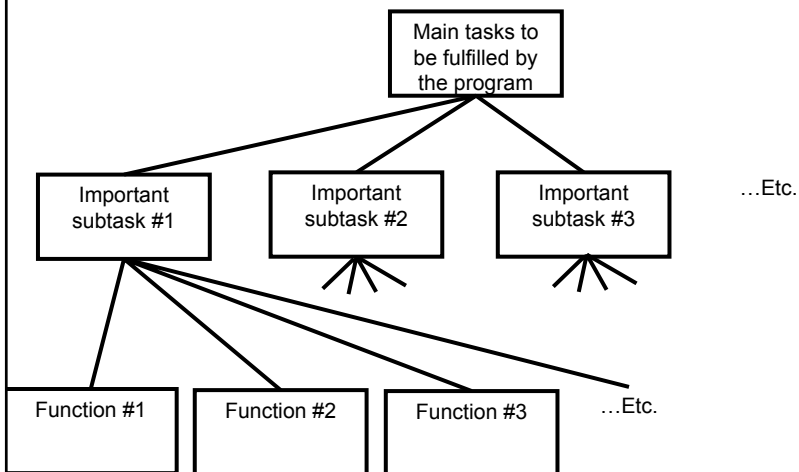 Main tasks to
be fulfilled by
the program
Important
subtask #1
Important
subtask #2
Important
subtask #3
…Etc.
Function #1
Function #2
Function #3
…Etc.